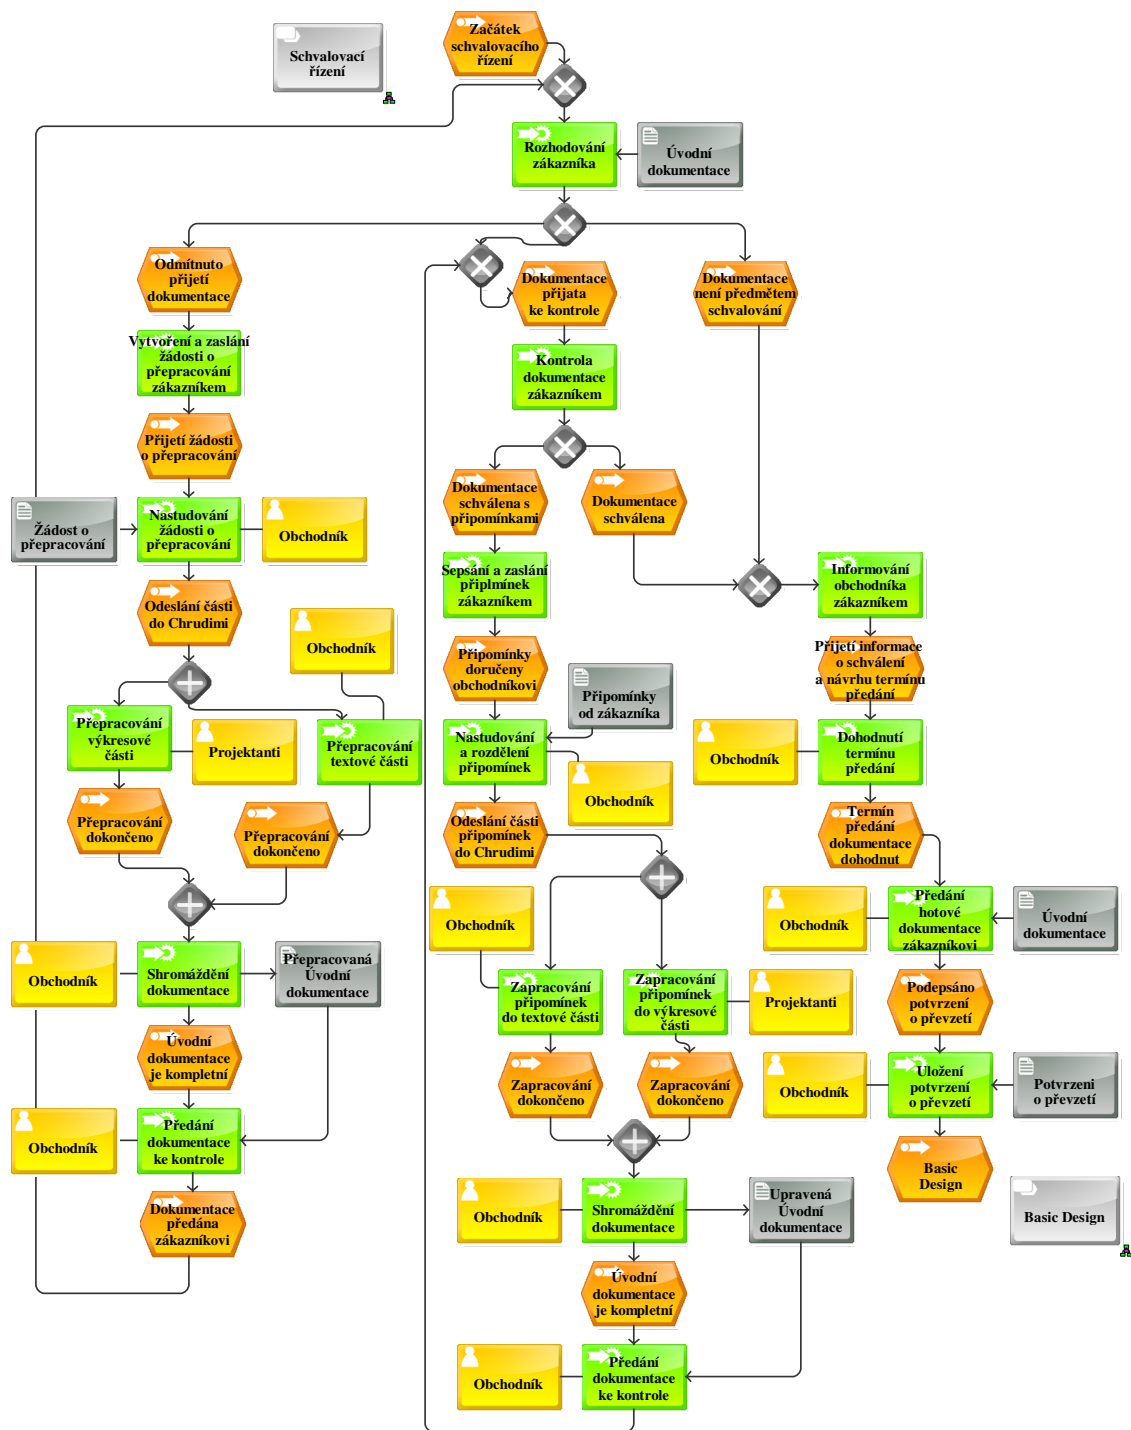 Začátek
schvalovacího
řízení
Schvalovací
řízení
Rozhodování
zákazníka
Úvodní
dokumentace
Odmítnuto
přijetí
dokumentace
Dokumentace
přijata
ke kontrole
Dokumentace
není předmětem
schvalování
Vytvoření a zaslání
žádosti o
přepracování
zákazníkem
Kontrola
dokumentace
zákazníkem
Přijetí žádosti
o přepracování
Dokumentace
schválena s
připomínkami
Dokumentace
schválena
Žádost o
přepracování
Nastudování
žádosti o
přepracování
Obchodník
Sepsání a zaslání
připlmínek
zákazníkem
Informování
obchodníka
zákazníkem
Odeslání části
do Chrudimi
Obchodník
Připomínky
doručeny
obchodníkovi
Přijetí informace
o schválení
a návrhu termínu
předání
Připomínky
od zákazníka
Přepracování
výkresové
části
Projektanti
Přepracování
textové části
Nastudování
a rozdělení
připomínek
Obchodník
Dohodnutí
termínu
předání
Obchodník
Přepracování
dokončeno
Přepracování
dokončeno
Odeslání části
připomínek
do Chrudimi
Termín
předání
dokumentace
dohodnut
Obchodník
Obchodník
Předání
hotové
dokumentace
zákazníkovi
Úvodní
dokumentace
Obchodník
Shromáždění
dokumentace
Přepracovaná
Úvodní
dokumentace
Zapracování
připomínek
do textové části
Zapracování
připomínek
do výkresové
části
Projektanti
Podepsáno
potvrzení
o převzetí
Úvodní
dokumentace
je kompletní
Zapracování
dokončeno
Zapracování
dokončeno
Obchodník
Uložení
potvrzení
o převzetí
Potvrzeni
o převzetí
Obchodník
Předání
dokumentace
ke kontrole
Basic
Design
Dokumentace
předána
zákazníkovi
Obchodník
Shromáždění
dokumentace
Upravená
Úvodní
dokumentace
Basic Design
Úvodní
dokumentace
je kompletní
Obchodník
Předání
dokumentace
ke kontrole